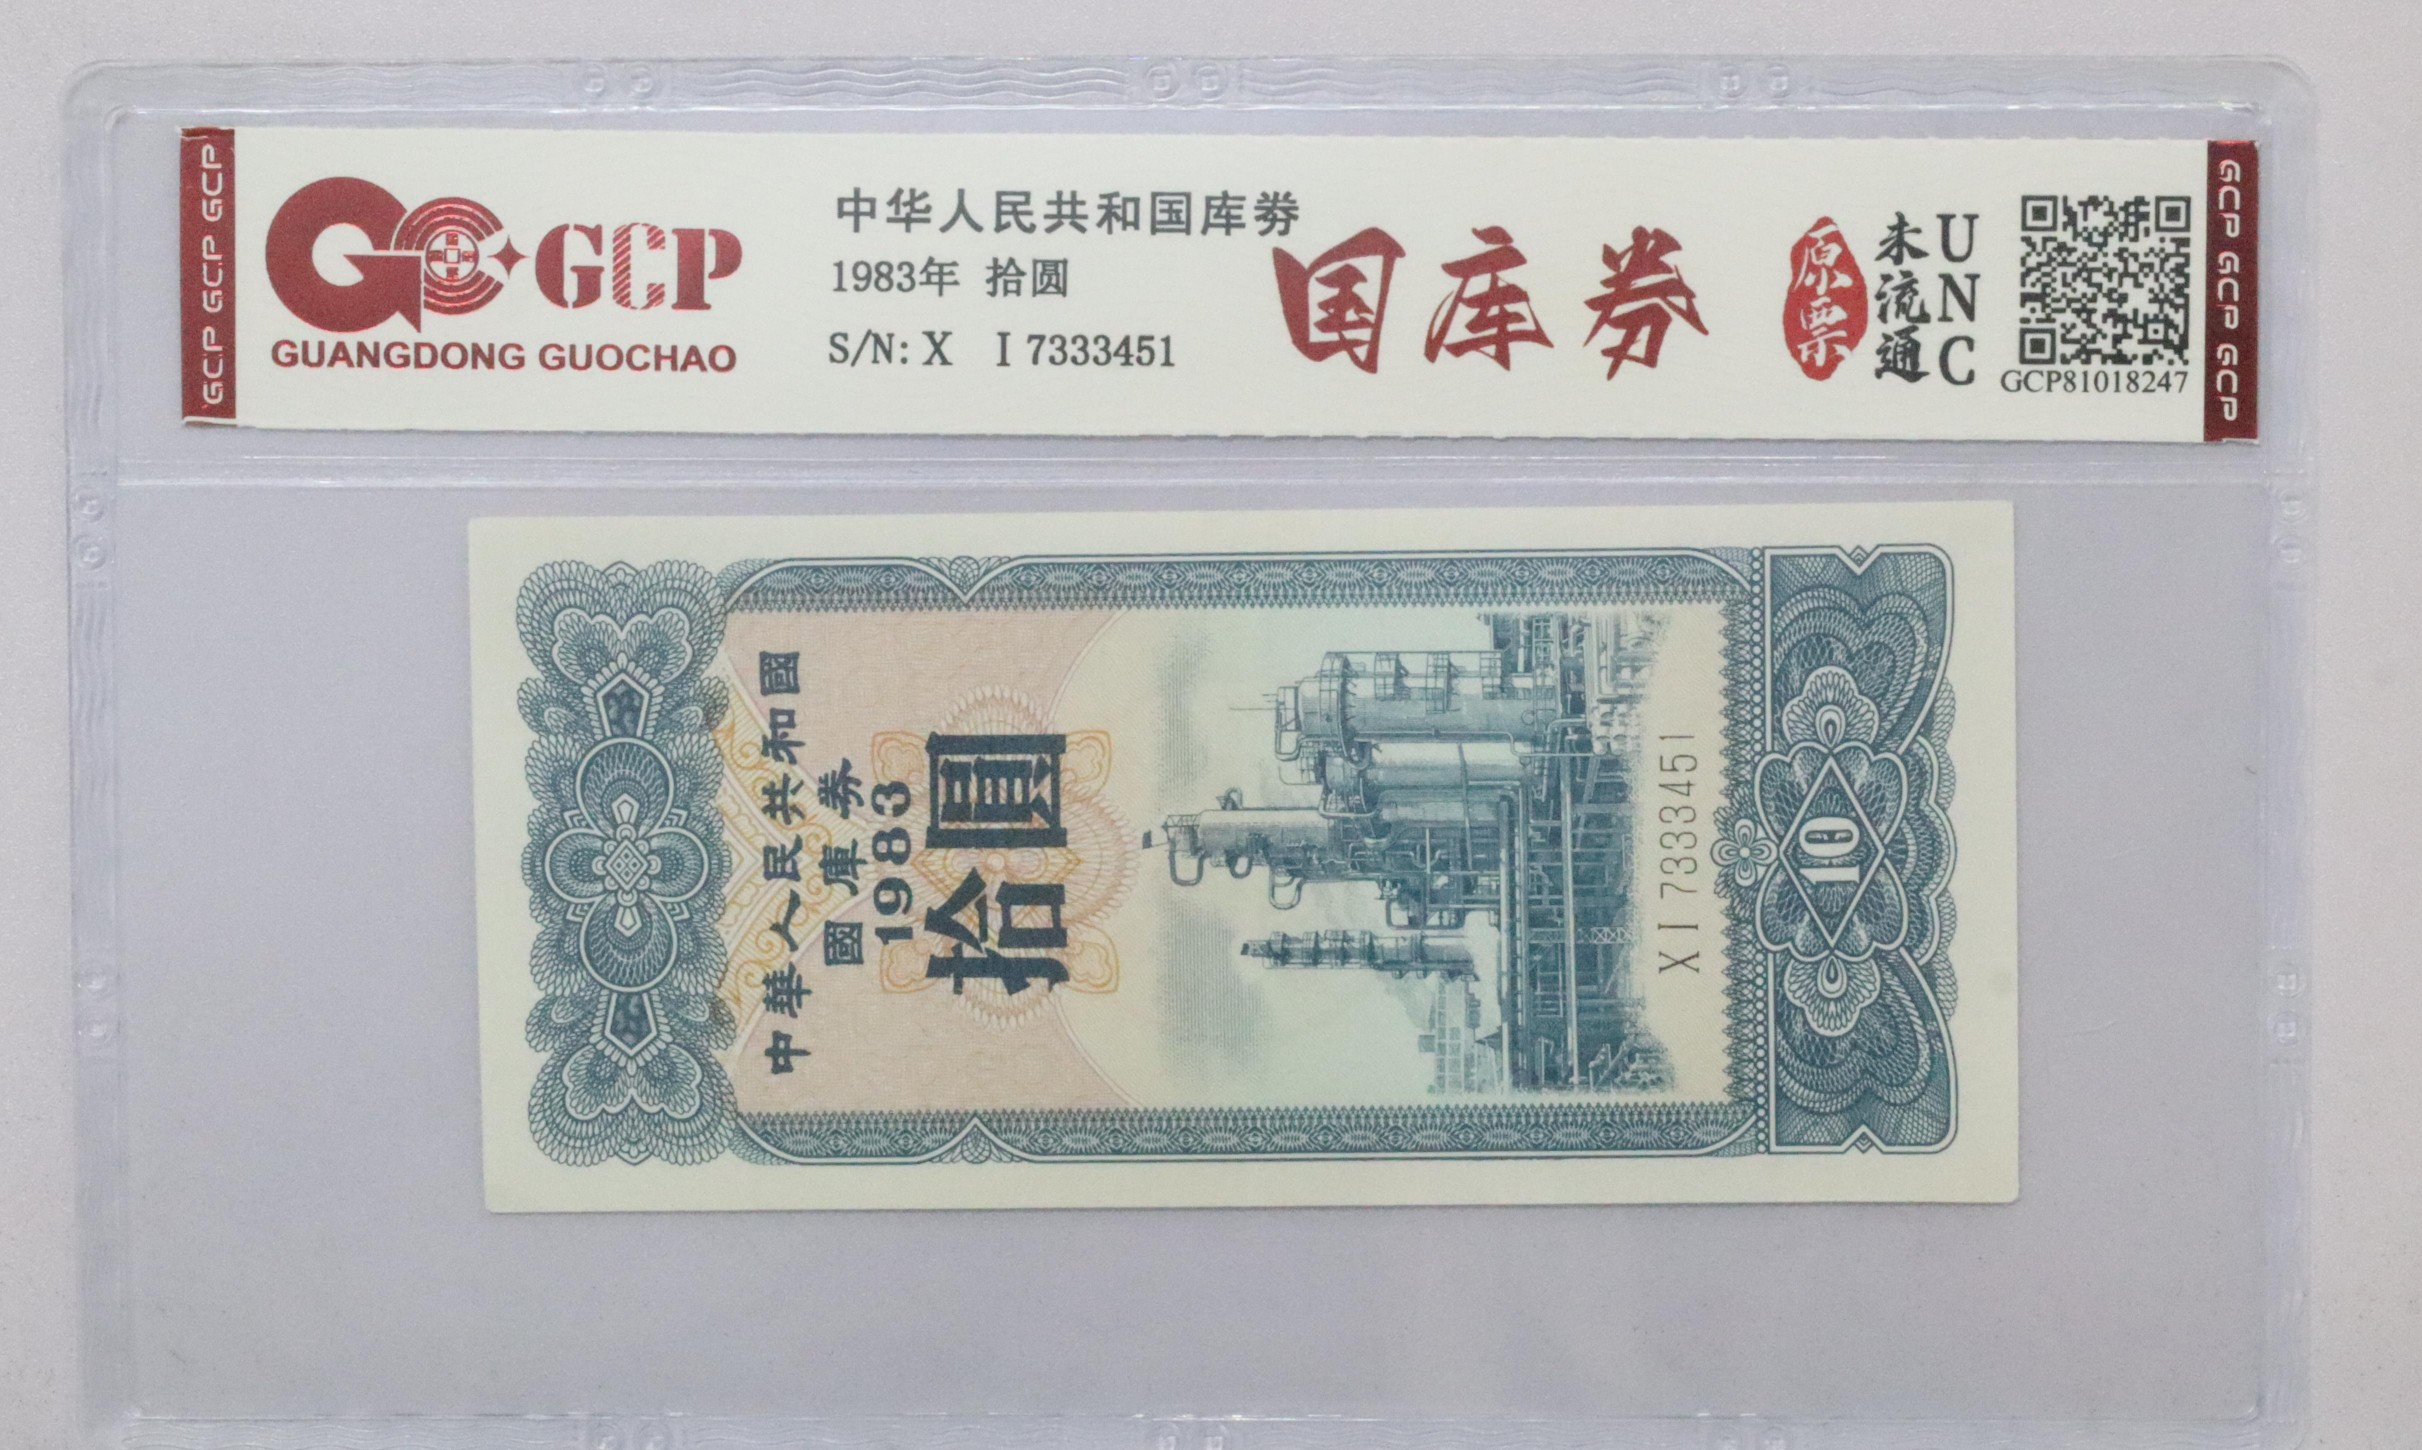 GCP GCP GCP
GCP
GUANGDONG GUOCHAO
中华人民共和国库券
1983年 拾圆
S/N: X I 7333451
国库券
原票
未流通
UNC
GCP81018247
GCP GCP GCP
中華人民共和國
國庫券
1983
拾圓
X I 7333451
10